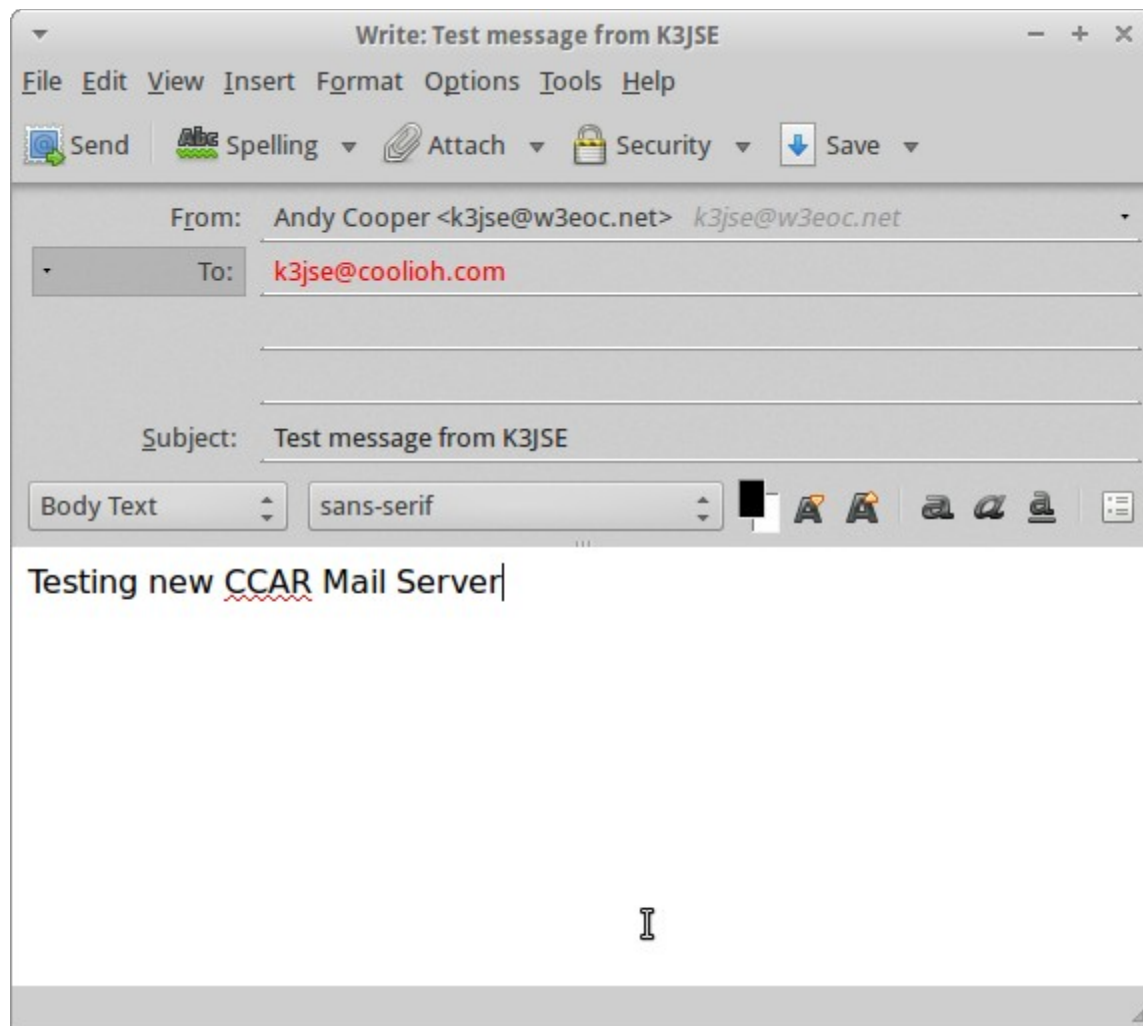 Write: Test message from K3JSE
File Edit View Insert Format Options Tools Help
Send Abc Spelling Attach Security Save
From: Andy Cooper <k3jse@w3eoc.net> k3jse@w3eoc.net
To: k3jse@coolioh.com
Subject: Test message from K3JSE
Body Text sans-serif A A a a a
Testing new CCAR Mail Server